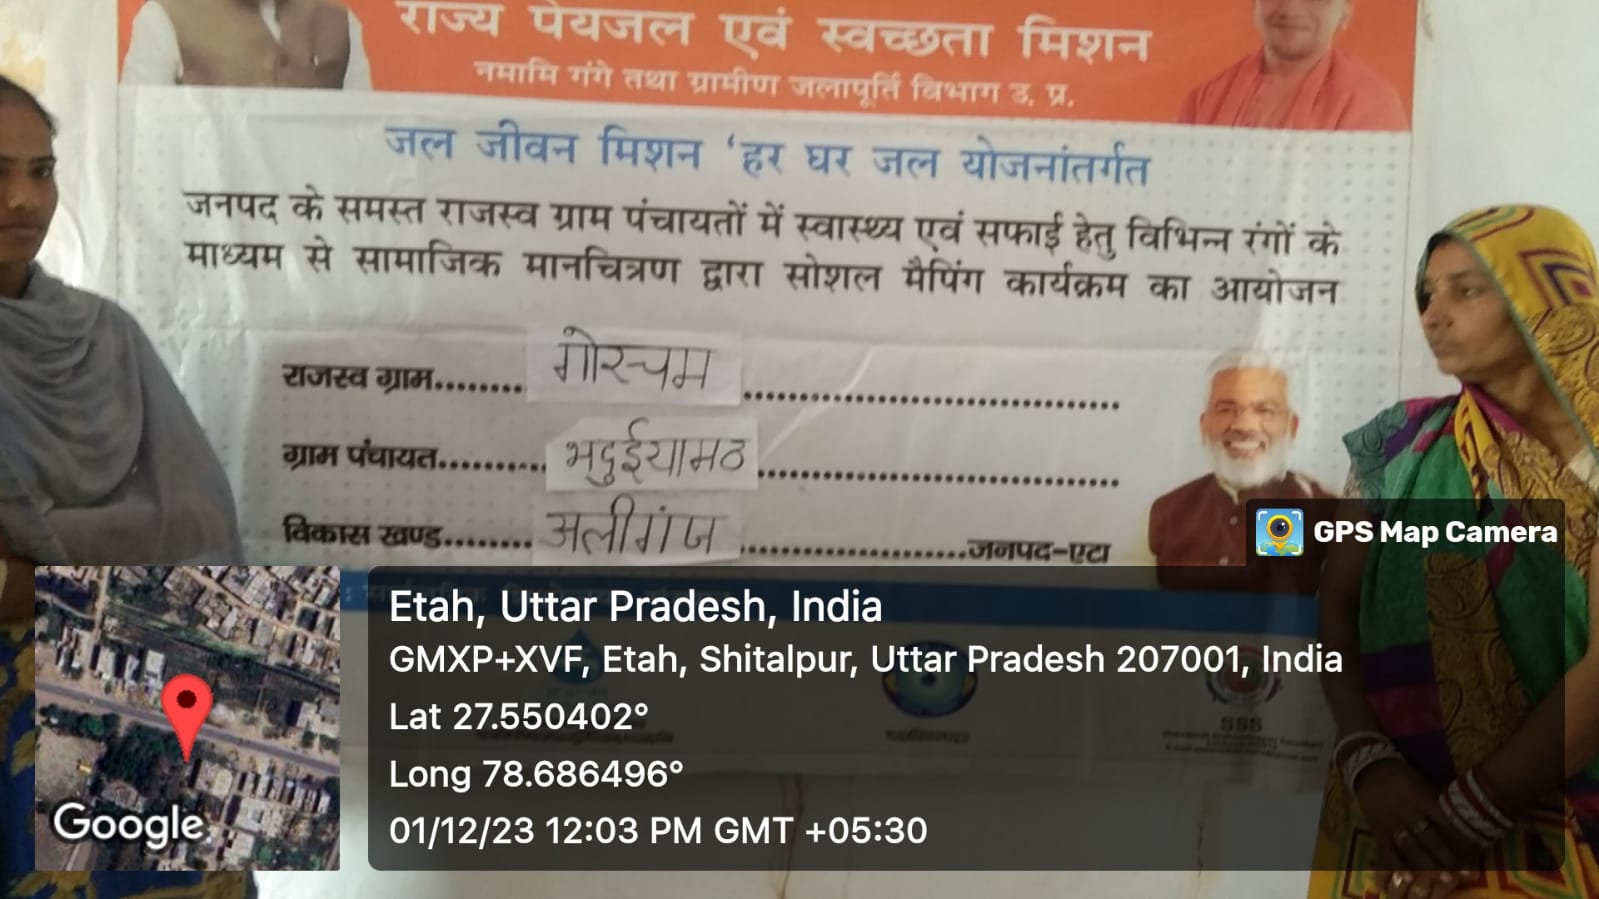 राज्य पेयजल एवं स्वच्छता मिशन
नमामि गंगे तथा ग्रामीण जलापूर्ति विभाग उ. प्र.
जल जीवन मिशन ‘हर घर जल योजनांतर्गत
जनपद के समस्त राजस्व ग्राम पंचायतों में स्वास्थ्य एवं सफाई हेतु विभिन्न रंगों के
माध्यम से सामाजिक मानचित्रण द्वारा सोशल मैपिंग कार्यक्रम का आयोजन
राजस्व ग्राम........ गोरचम ........................................
ग्राम पंचायत.......... भदुईयामठ ......................................
विकास खण्ड........ अलीगंज ........................जनपद-एटा
GPS Map Camera
Etah, Uttar Pradesh, India
GMXP+XVF, Etah, Shitalpur, Uttar Pradesh 207001, India
Lat 27.550402°
Long 78.686496°
01/12/23 12:03 PM GMT +05:30
Google
SSS